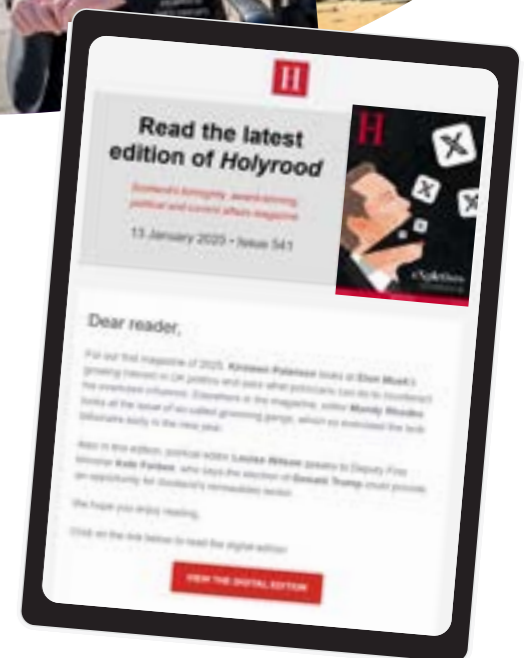 H
Read the latest
edition of Holyrood
Scotland's fortnightly, award-winning
political and current affairs magazine
13 January 2025 • Issue 541
H
X
X
X
Dear reader,
For our first magazine of 2025, Kirsteen Paterson looks at Elon Musk's
growing interest in UK politics and asks what politicians can do to counteract
his overseas influence. Elsewhere in the magazine, editor Mandy Rhodes
looks at the issue of so-called grooming gangs, which so exercised the tech
billionaire early in the new year.
Also in this edition, political editor Louise Wilson speaks to Deputy First
Minister Kate Forbes, who says the election of Donald Trump could provide
an opportunity for Scotland's renewables sector.
We hope you enjoy reading.
Click on the link below to read the digital edition
VIEW THE DIGITAL EDITION